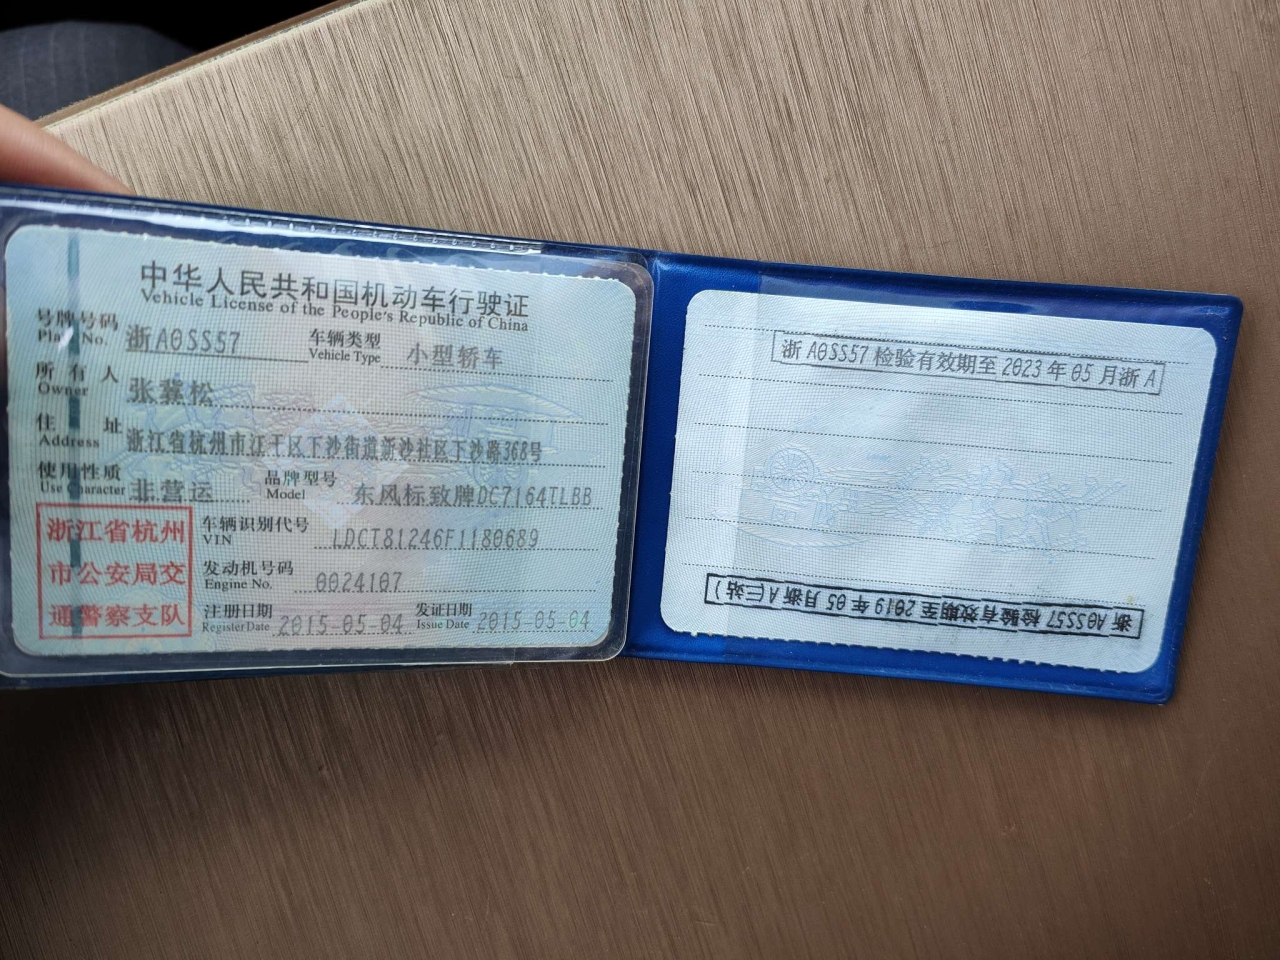 中华人民共和国机动车行驶证
Vehicle License of the People's Republic of China
号牌号码 浙A0SS57 车辆类型 小型轿车
Plate No. Vehicle Type
所有人 张冀松
Owner
住址 浙江省杭州市江干区下沙街道新沙社区下沙路368号
Address
使用性质 非营运 品牌型号 东风标致牌DC7164TLBB
Use Character Model
浙江省杭州
市公安局交
通警察支队
车辆识别代号 LDCT81246F1180689
VIN
发动机号码 0024107
Engine No.
注册日期 2015-05-04 发证日期 2015-05-04
Register Date Issue Date
浙A0SS57检验有效期至2023年05月浙A
浙A0SS57检验有效期至2019年05月浙A(三站)